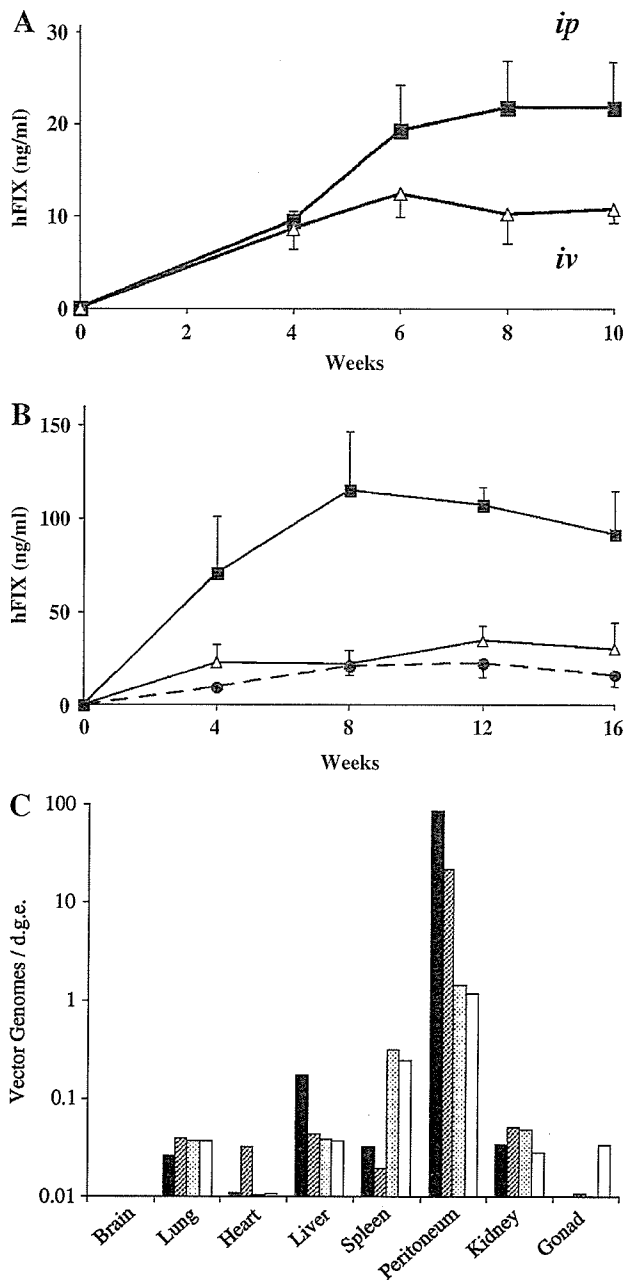 A
ip
30
20
10
0
hFIX (ng/ml)
iv
0 2 4 6 8 10
Weeks
B
150
100
50
0
hFIX (ng/ml)
0 4 8 12 16
Weeks
C
100
10
1
0.1
0.01
Vector Genomes / d.g.e.
Brain Lung Heart Liver Spleen Peritoneum Kidney Gonad